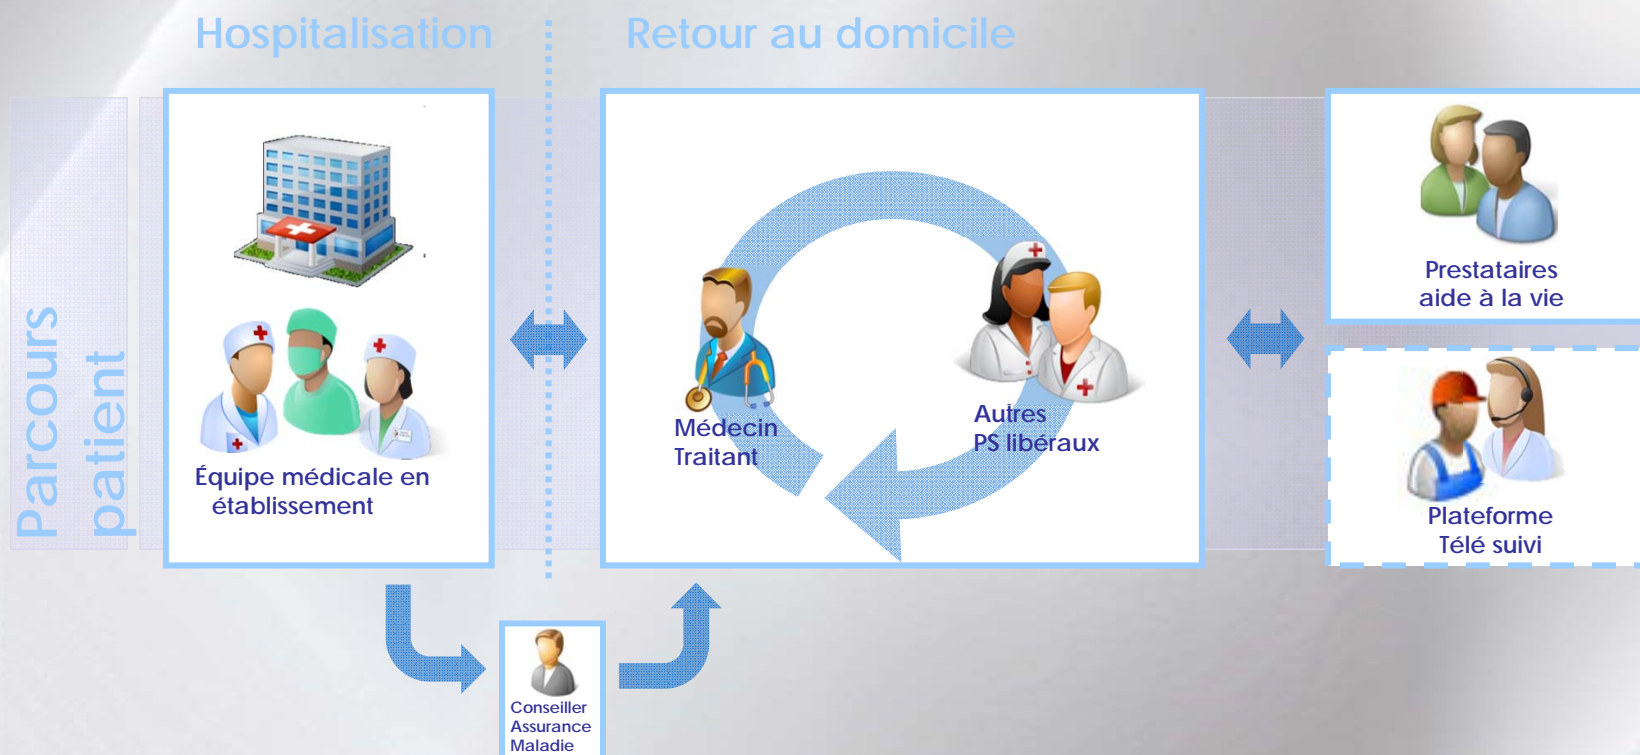 Hospitalisation
Retour au domicile
Parcours
patient
Équipe médicale en
établissement
Médecin
Traitant
Autres
PS libéraux
Prestataires
aide à la vie
Plateforme
Télé suivi
Conseiller
Assurance
Maladie